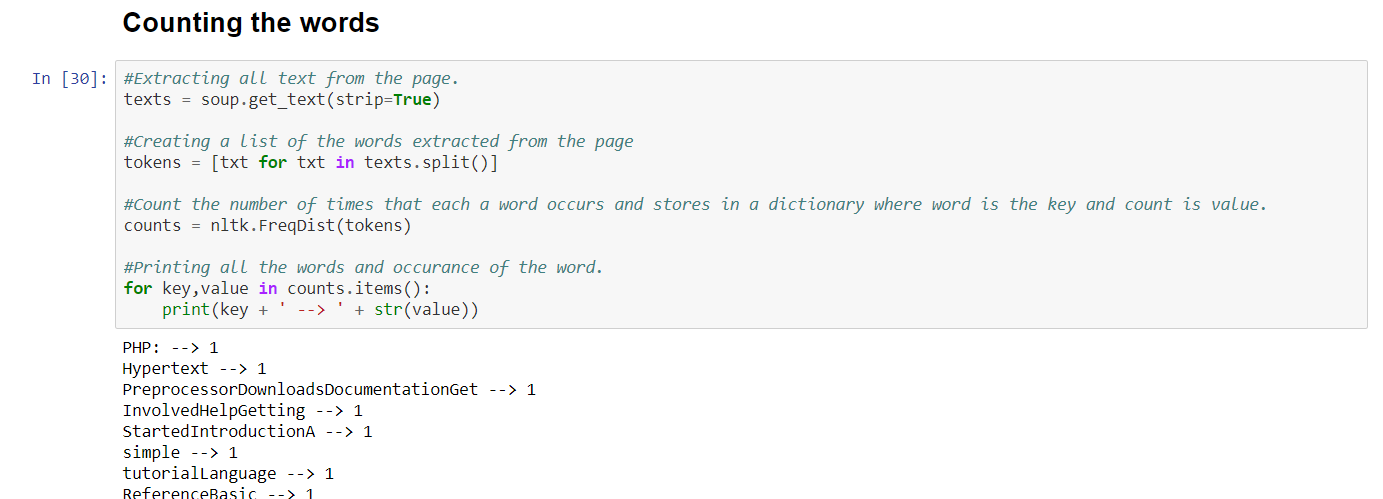 Counting the words
In [30]:
#Extracting all text from the page.
texts = soup.get_text(strip=True)
#Creating a list of the words extracted from the page
tokens = [txt for txt in texts.split()]
#Count the number of times that each a word occurs and stores in a dictionary where word is the key and count is value.
counts = nltk.FreqDist(tokens)
#Printing all the words and occurance of the word.
for key,value in counts.items():
    print(key + ' --> ' + str(value))
PHP: --> 1
Hypertext --> 1
PreprocessorDownloadsDocumentationGet --> 1
InvolvedHelpGetting --> 1
StartedIntroductionA --> 1
simple --> 1
tutorialLanguage --> 1
ReferenceBasic --> 1